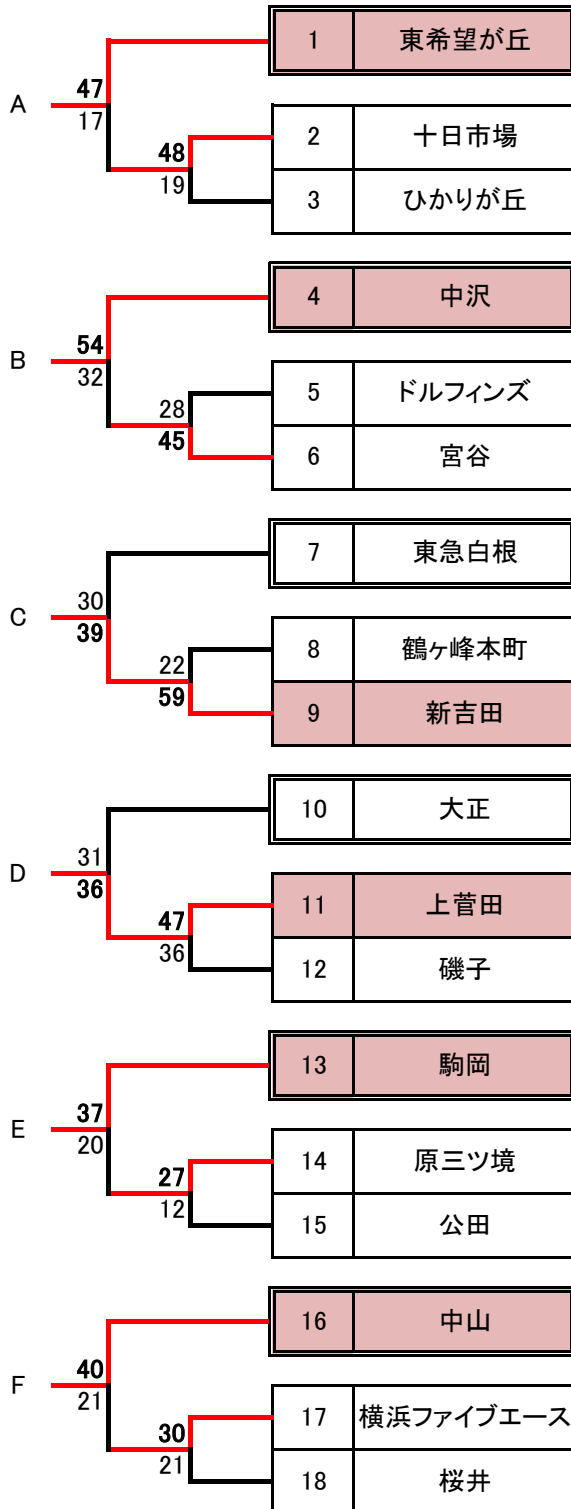 1 東希望が丘
47
A
17
48
2 十日市場
19
3 ひかりが丘
4 中沢
54
B
32
28
5 ドルフィンズ
45
6 宮谷
7 東急白根
30
C
39
22
8 鶴ヶ峰本町
59
9 新吉田
10 大正
31
D
36
47
11 上菅田
36
12 磯子
13 駒岡
37
E
20
27
14 原三ツ境
12
15 公田
16 中山
40
F
21
30
17 横浜ファイブエース
21
18 桜井